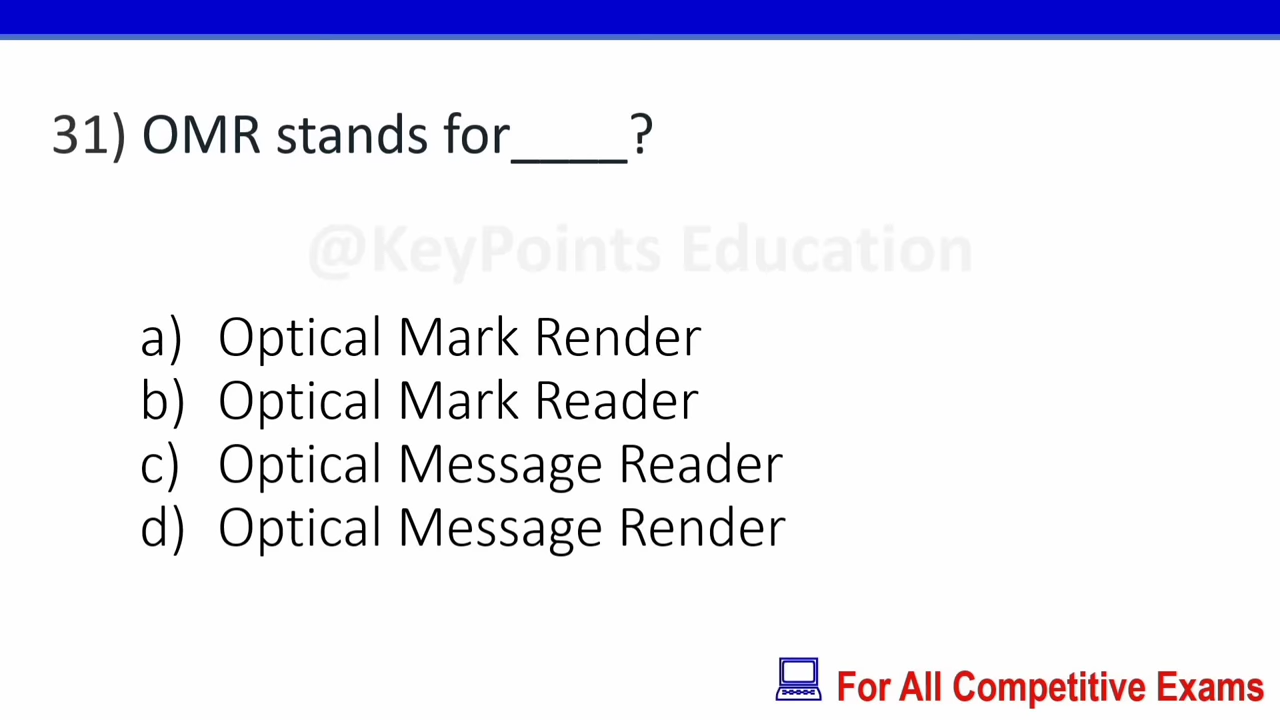 31) OMR stands for____?
@KeyPoints Education
a) Optical Mark Render
b) Optical Mark Reader
c) Optical Message Reader
d) Optical Message Render
For All Competitive Exams